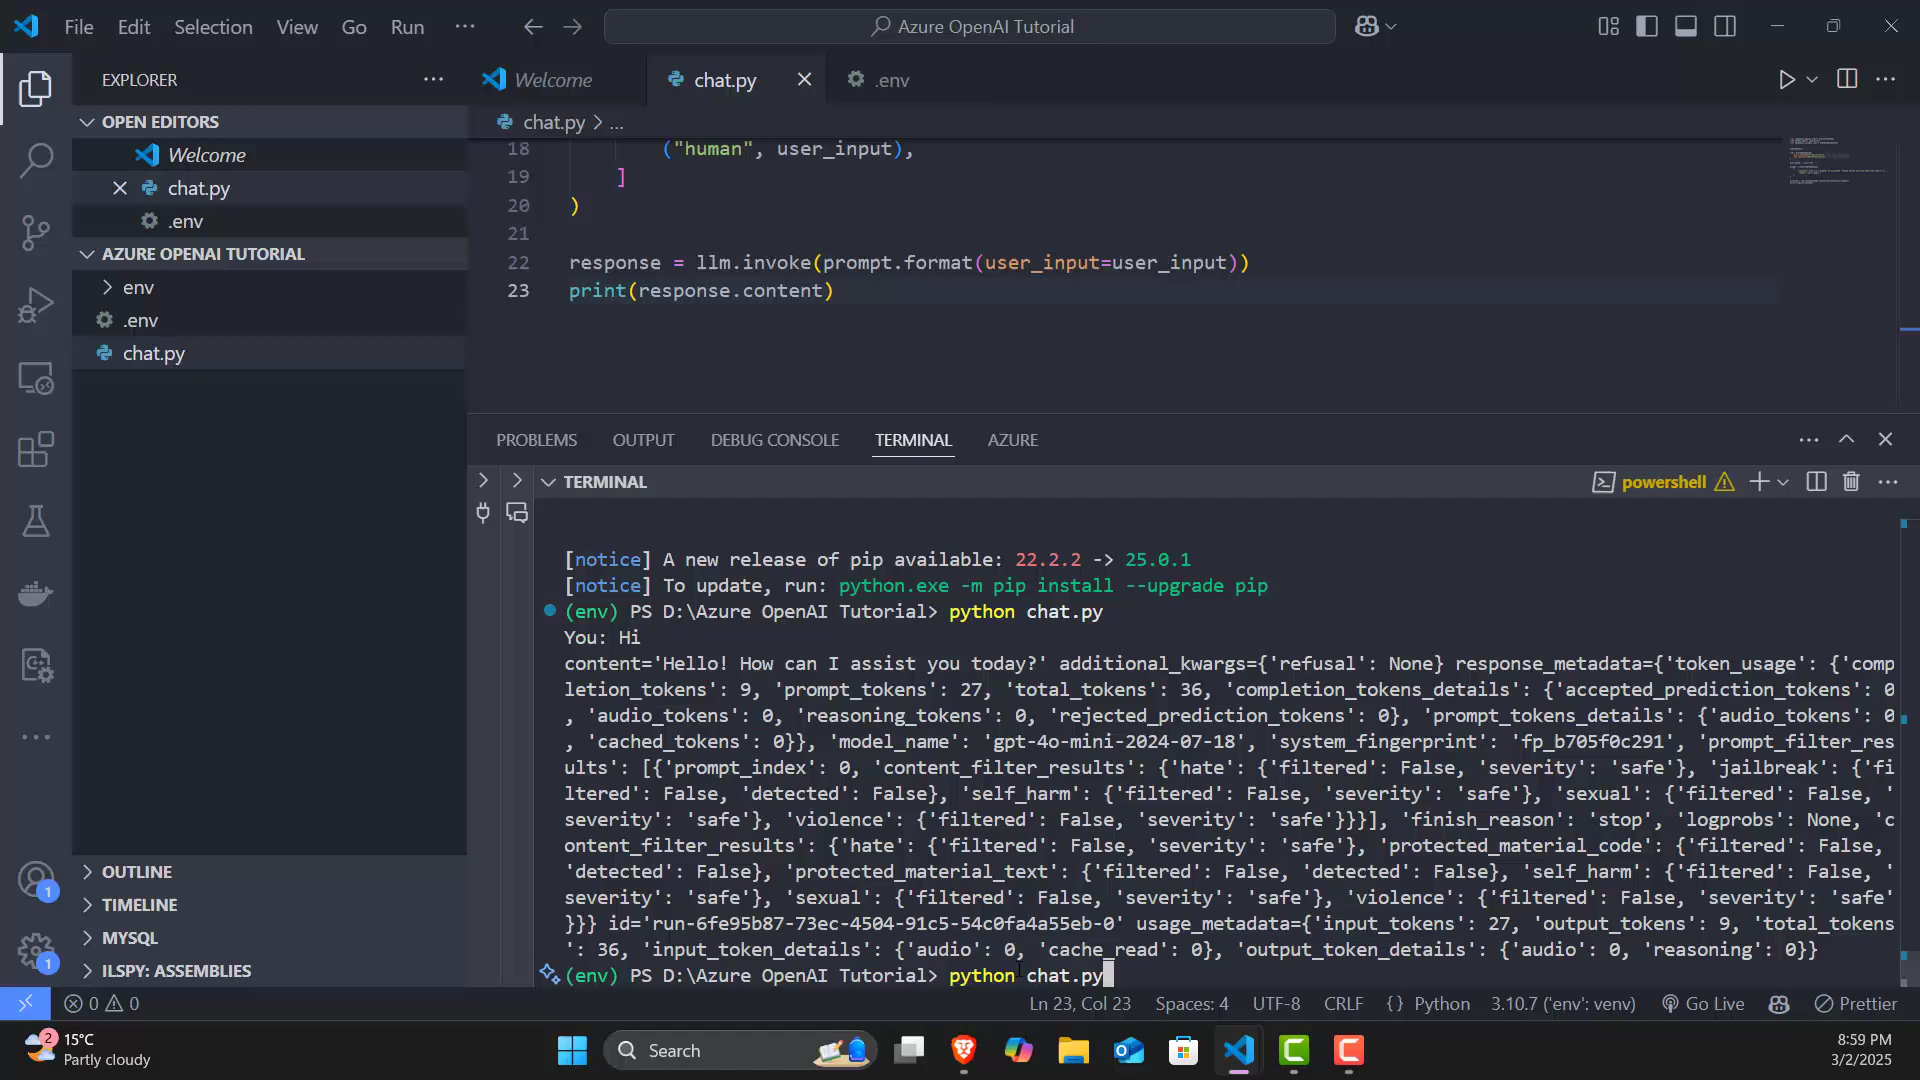 File Edit Selection View Go Run ···
Azure OpenAI Tutorial
EXPLORER
OPEN EDITORS
Welcome
chat.py
.env
AZURE OPENAI TUTORIAL
env
.env
chat.py
OUTLINE
TIMELINE
MYSQL
ILSPY: ASSEMBLIES
1
1
Welcome
chat.py
.env
chat.py > ...
18 ("human", user_input),
19 ]
20 )
21
22 response = llm.invoke(prompt.format(user_input=user_input))
23 print(response.content)
PROBLEMS OUTPUT DEBUG CONSOLE TERMINAL AZURE
TERMINAL
powershell
[notice] A new release of pip available: 22.2.2 -> 25.0.1
[notice] To update, run: python.exe -m pip install --upgrade pip
(env) PS D:\Azure OpenAI Tutorial> python chat.py
You: Hi
content='Hello! How can I assist you today?' additional_kwargs={'refusal': None} response_metadata={'token_usage': {'comp
letion_tokens': 9, 'prompt_tokens': 27, 'total_tokens': 36, 'completion_tokens_details': {'accepted_prediction_tokens': 0
, 'audio_tokens': 0, 'reasoning_tokens': 0, 'rejected_prediction_tokens': 0}, 'prompt_tokens_details': {'audio_tokens': 0
, 'cached_tokens': 0}}, 'model_name': 'gpt-4o-mini-2024-07-18', 'system_fingerprint': 'fp_b705f0c291', 'prompt_filter_res
ults': [{'prompt_index': 0, 'content_filter_results': {'hate': {'filtered': False, 'severity': 'safe'}, 'jailbreak': {'fi
ltered': False, 'detected': False}, 'self_harm': {'filtered': False, 'severity': 'safe'}, 'sexual': {'filtered': False, '
severity': 'safe'}, 'violence': {'filtered': False, 'severity': 'safe'}}}], 'finish_reason': 'stop', 'logprobs': None, 'c
ontent_filter_results': {'hate': {'filtered': False, 'severity': 'safe'}, 'protected_material_code': {'filtered': False,
'detected': False}, 'protected_material_text': {'filtered': False, 'detected': False}, 'self_harm': {'filtered': False, '
severity': 'safe'}, 'sexual': {'filtered': False, 'severity': 'safe'}, 'violence': {'filtered': False, 'severity': 'safe'
}}} id='run-6fe95b87-73ec-4504-91c5-54c0fa4a55eb-0' usage_metadata={'input_tokens': 27, 'output_tokens': 9, 'total_tokens
': 36, 'input_token_details': {'audio': 0, 'cache_read': 0}, 'output_token_details': {'audio': 0, 'reasoning': 0}}
(env) PS D:\Azure OpenAI Tutorial> python chat.py
0 0 Ln 23, Col 23 Spaces: 4 UTF-8 CRLF {} Python 3.10.7 ('env': venv) Go Live Prettier
2 15°C
Partly cloudy
Search
8:59 PM
3/2/2025